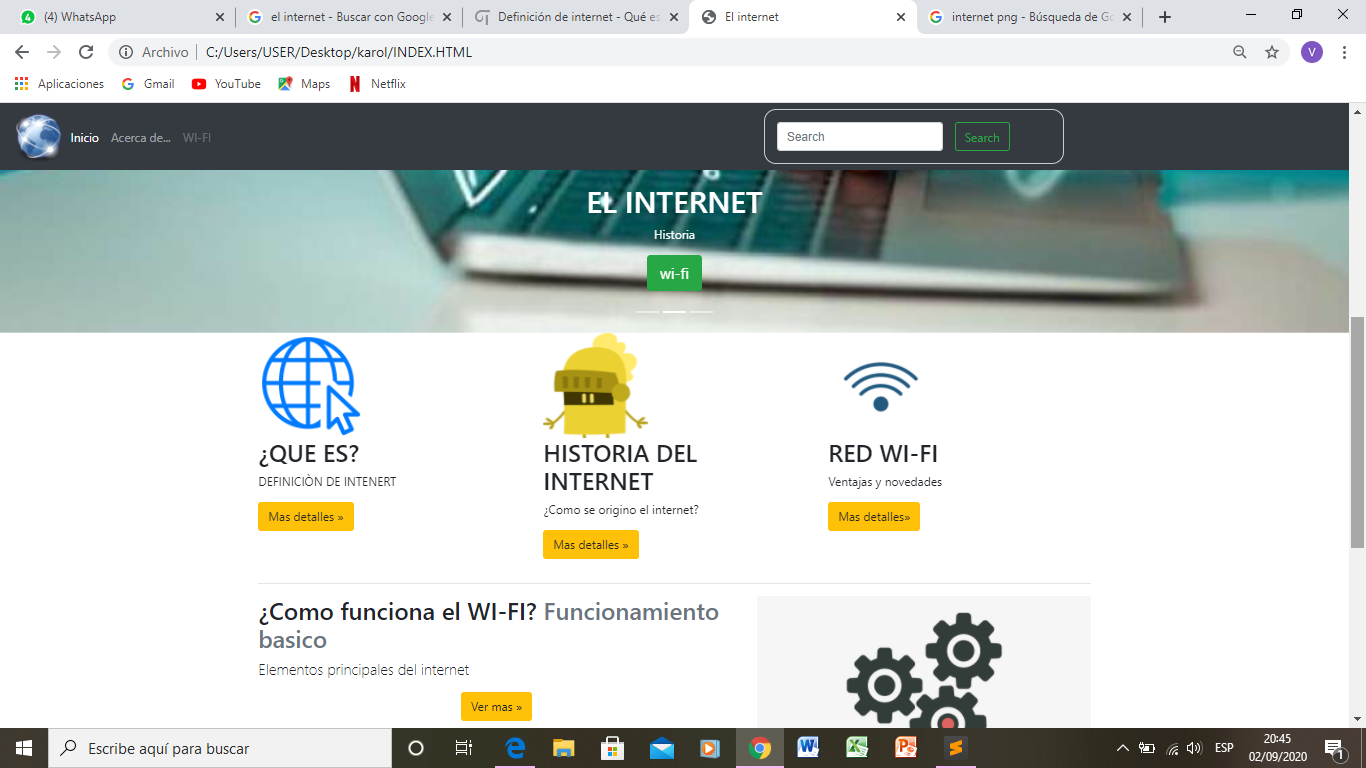 (4) WhatsApp
el internet - Buscar con Google
Definición de internet - Qué es
El internet
internet png - Búsqueda de Go
Archivo
C:/Users/USER/Desktop/karol/INDEX.HTML
V
Aplicaciones
Gmail
YouTube
Maps
Netflix
Inicio
Acerca de...
WI-FI
Search
Search
EL INTERNET
Historia
wi-fi
¿QUE ES?
DEFINICIÒN DE INTENERT
Mas detalles »
HISTORIA DEL
INTERNET
¿Como se origino el internet?
Mas detalles »
RED WI-FI
Ventajas y novedades
Mas detalles»
¿Como funciona el WI-FI? Funcionamiento
basico
Elementos principales del internet
Ver mas »
Escribe aquí para buscar
ESP
20:45
02/09/2020
1